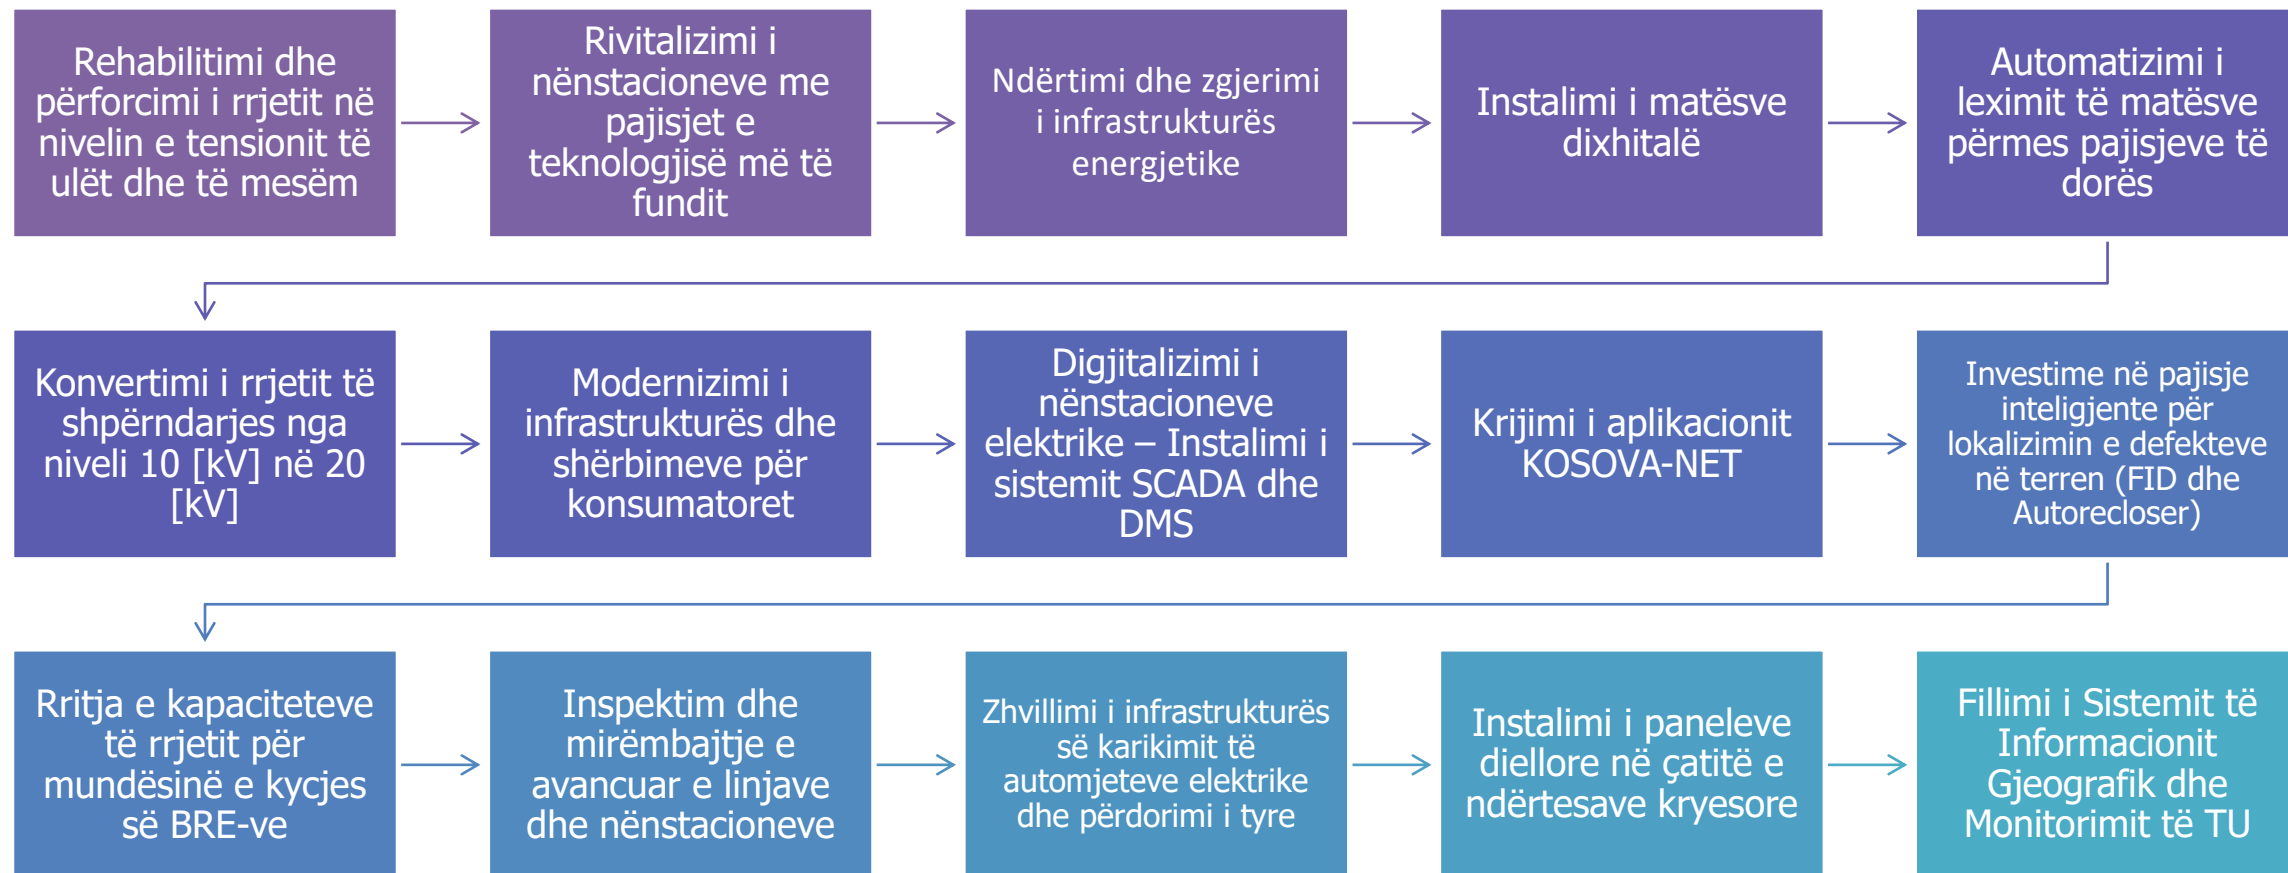 Rehabilitimi dhe
përforcimi i rrjetit në
nivelin e tensionit të
ulët dhe të mesëm
Rivitalizimi i
nënstacioneve me
pajisjet e
teknologjisë më të
fundit
Ndërtimi dhe zgjerimi
i infrastrukturës
energjetike
Instalimi i matësve
dixhitalë
Automatizimi i
leximit të matësve
përmes pajisjeve të
dorës
Konvertimi i rrjetit të
shpërndarjes nga
niveli 10 [kV] në 20
[kV]
Modernizimi i
infrastrukturës dhe
shërbimeve për
konsumatoret
Digjitalizimi i
nënstacioneve
elektrike – Instalimi i
sistemit SCADA dhe
DMS
Krijimi i aplikacionit
KOSOVA-NET
Investime në pajisje
inteligjente për
lokalizimin e defekteve
në terren (FID dhe
Autorecloser)
Rritja e kapaciteteve
të rrjetit për
mundësinë e kycjes
së BRE-ve
Inspektim dhe
mirëmbajtje e
avancuar e linjave
dhe nënstacioneve
Zhvillimi i infrastrukturës
së karikimit të
automjeteve elektrike
dhe përdorimi i tyre
Instalimi i paneleve
diellore në çatitë e
ndërtesave kryesore
Fillimi i Sistemit të
Informacionit
Gjeografik dhe
Monitorimit të TU